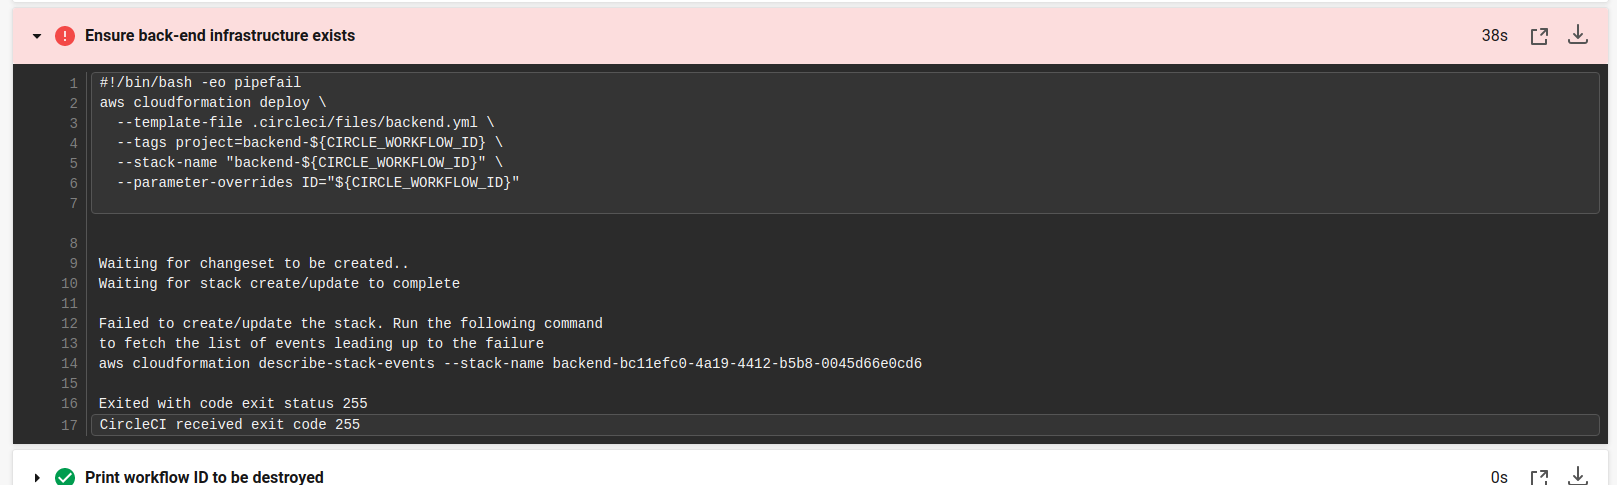 Ensure back-end infrastructure exists 38s
1 #!/bin/bash -eo pipefail
2 aws cloudformation deploy \
3   --template-file .circleci/files/backend.yml \
4   --tags project=backend-${CIRCLE_WORKFLOW_ID} \
5   --stack-name "backend-${CIRCLE_WORKFLOW_ID}" \
6   --parameter-overrides ID="${CIRCLE_WORKFLOW_ID}"
7
8
9 Waiting for changeset to be created..
10 Waiting for stack create/update to complete
11
12 Failed to create/update the stack. Run the following command
13 to fetch the list of events leading up to the failure
14 aws cloudformation describe-stack-events --stack-name backend-bc11efc0-4a19-4412-b5b8-0045d66e0cd6
15
16 Exited with code exit status 255
17 CircleCI received exit code 255
Print workflow ID to be destroyed 0s